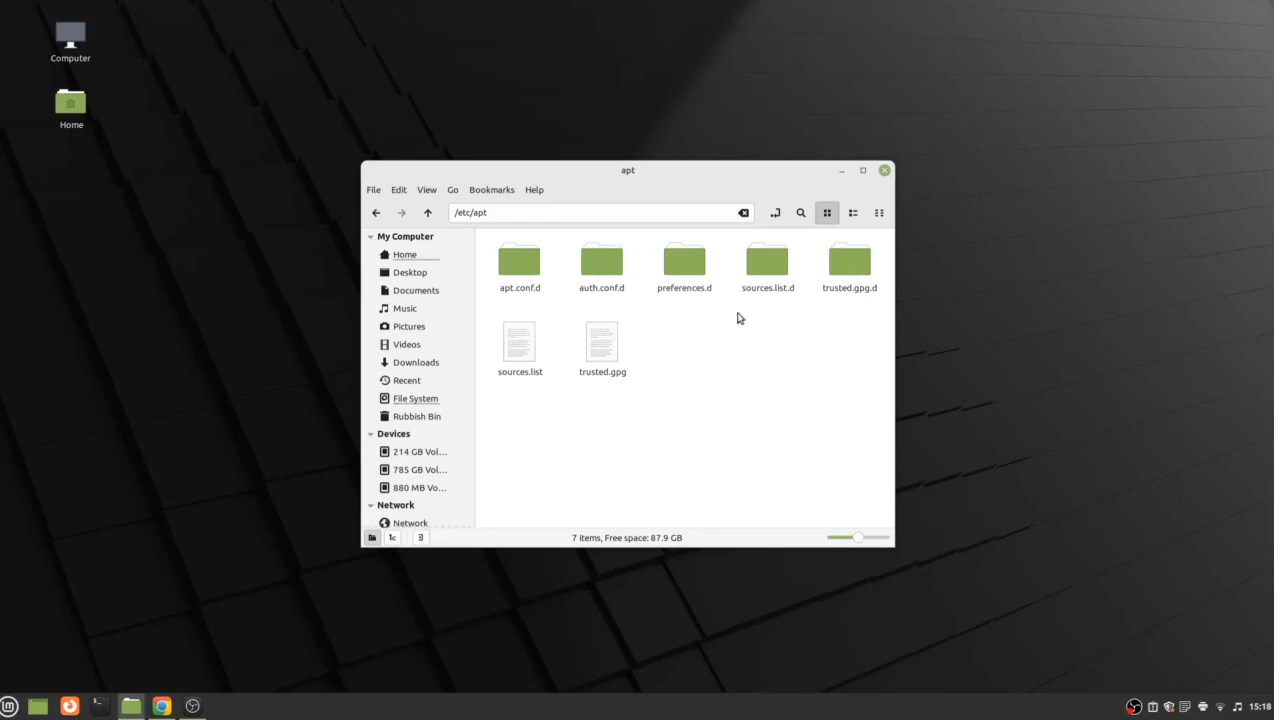 Computer
Home
apt
File Edit View Go Bookmarks Help
/etc/apt
My Computer
Home
Desktop
Documents
Music
Pictures
Videos
Downloads
Recent
File System
Rubbish Bin
Devices
214 GB Vol...
785 GB Vol...
880 MB Vo...
Network
Network
apt.conf.d auth.conf.d preferences.d sources.list.d trusted.gpg.d
sources.list trusted.gpg
7 items, Free space: 87.9 GB
15:18